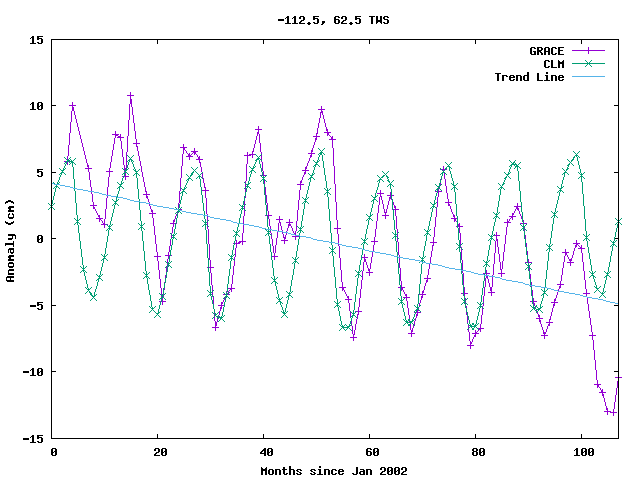 -112.5, 62.5 TWS
15
GRACE
CLM
Trend Line
10
5
0
-5
-10
-15
Anomaly (cm)
0 20 40 60 80 100
Months since Jan 2002